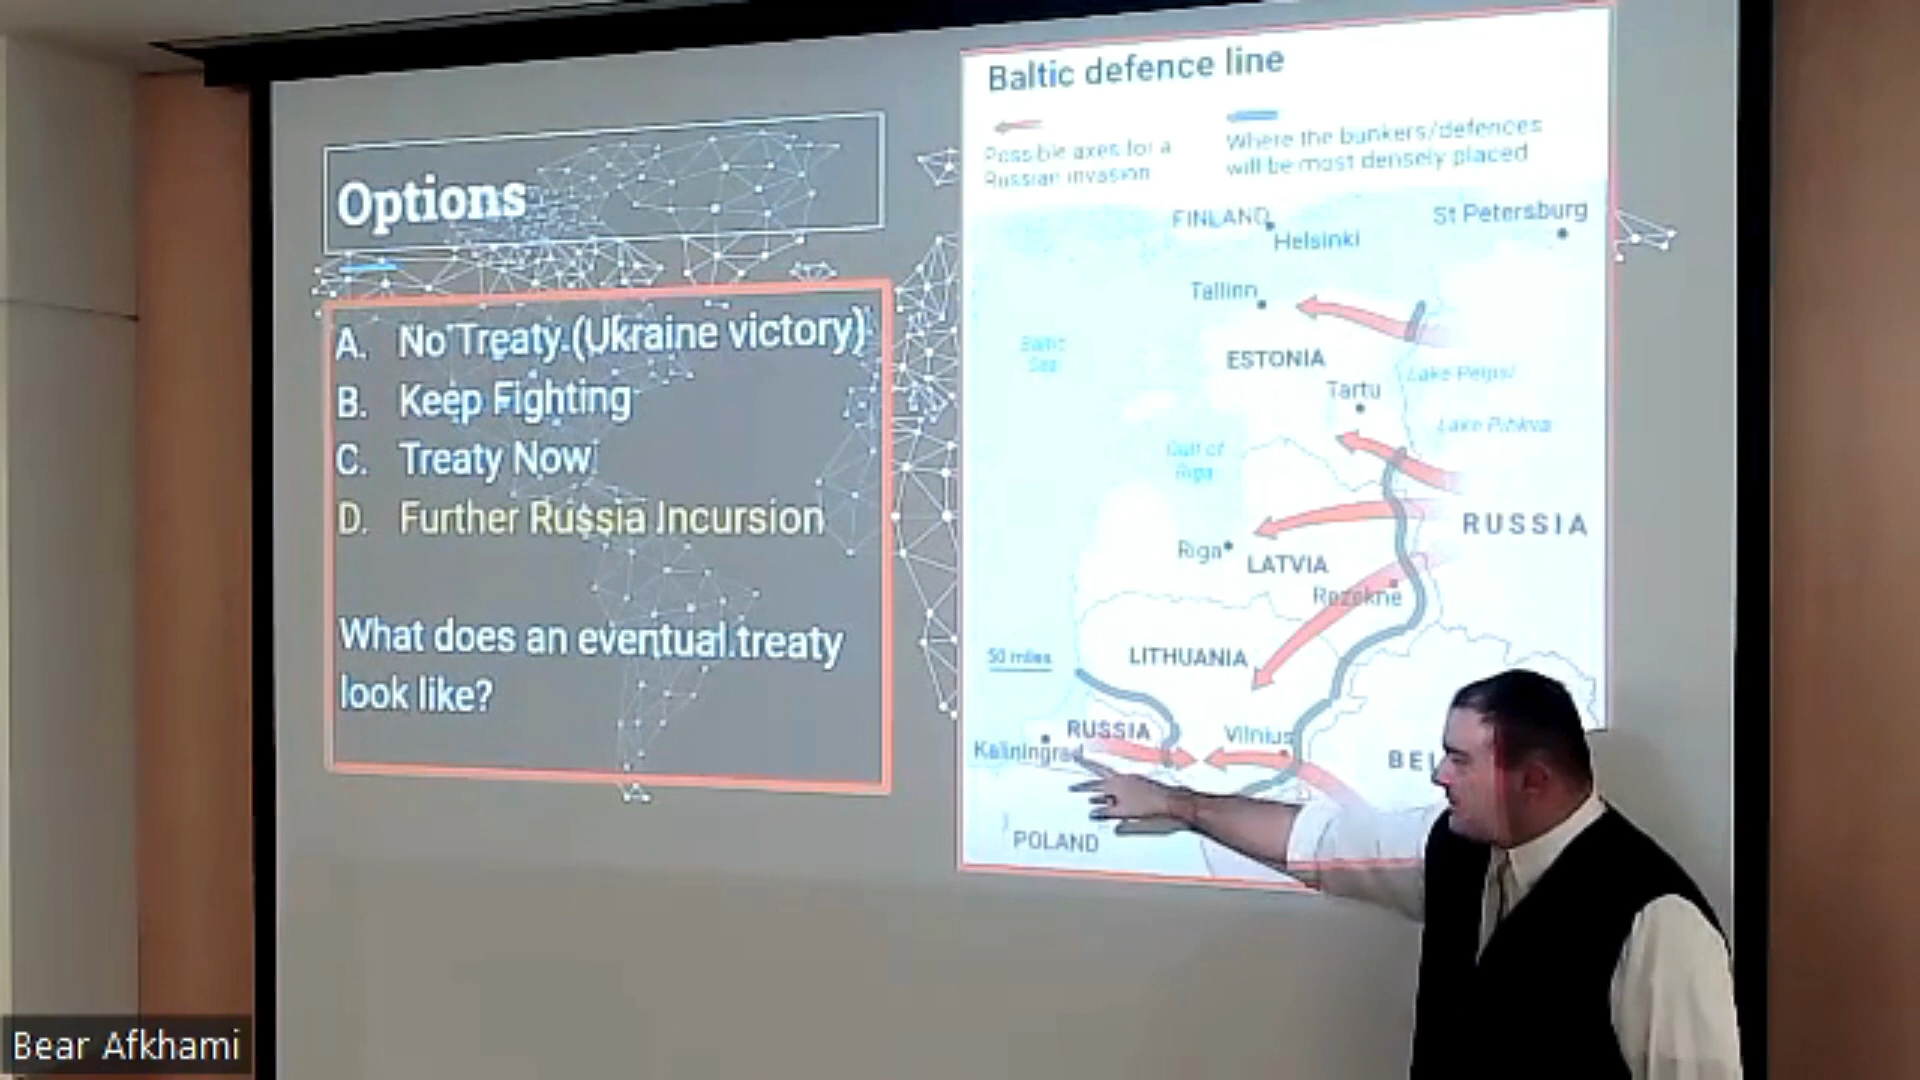 Options
A. No Treaty (Ukraine victory)
B. Keep Fighting
C. Treaty Now
D. Further Russia Incursion
What does an eventual treaty
look like?
Baltic defence line
Possible axes for a
Russian invasion
Where the bunkers/defences
will be most densely placed
FINLAND
Helsinki
St Petersburg
Tallinn
Baltic
Sea
ESTONIA
Lake Peipsi
Tartu
Lake Pihkva
Gulf of
Riga
RUSSIA
Riga
LATVIA
Rezekne
50 miles
LITHUANIA
RUSSIA
Vilnius
Kaliningrad
BEL
POLAND
Bear Afkhami